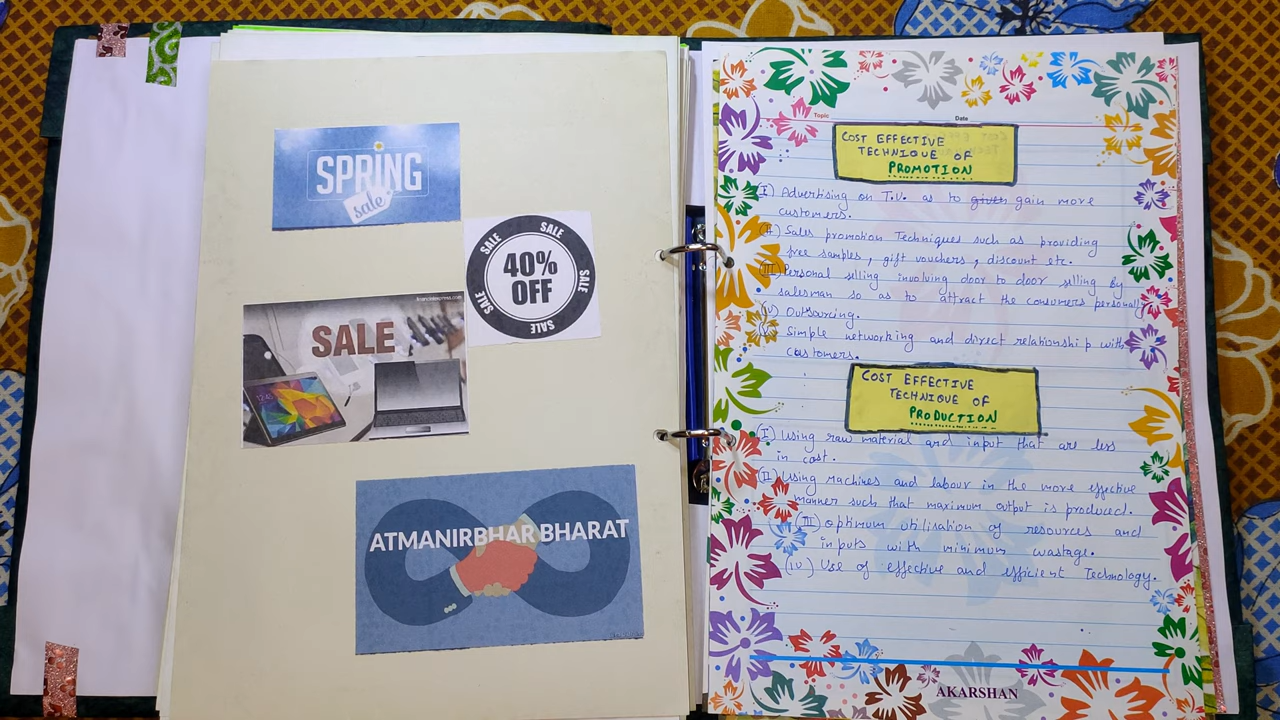 SPRING
sale
SALE
SALE
SALE
SALE
SALE
40%
OFF
financialexpress.com
SALE
12:45
ATMANIRBHAR BHARAT
Topic
Date
COST EFFECTIVE
TECHNIQUE OF
PROMOTION
(I) Advertising on T.V. as to given gain more
customers.
(II) Sales promotion Techniques such as providing
free samples, gift vouchers, discount etc.
(III) Personal selling involving door to door selling by
salesman so as to attract the consumers personally
(V) Outsourcing.
(V) Simple networking and direct relationship with
customers.
COST EFFECTIVE
TECHNIQUE OF
PRODUCTION
(I) Using raw material and input that are less
in cost.
(II) Using machines and labour in the more effective
manner such that maximum output is produced.
(III) Optimum utilisation of resources and
inputs with minimum wastage.
(IV) Use of effective and efficient Technology.
AKARSHAN